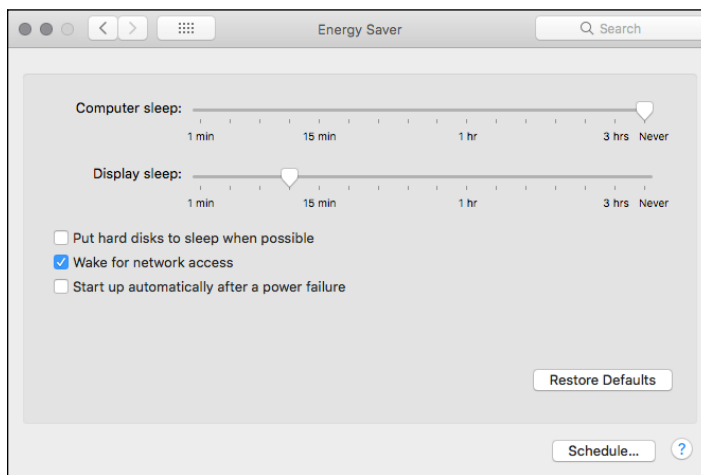 Energy Saver
Search
Computer sleep:
1 min 15 min 1 hr 3 hrs Never
Display sleep:
1 min 15 min 1 hr 3 hrs Never
Put hard disks to sleep when possible
Wake for network access
Start up automatically after a power failure
Restore Defaults
Schedule... ?